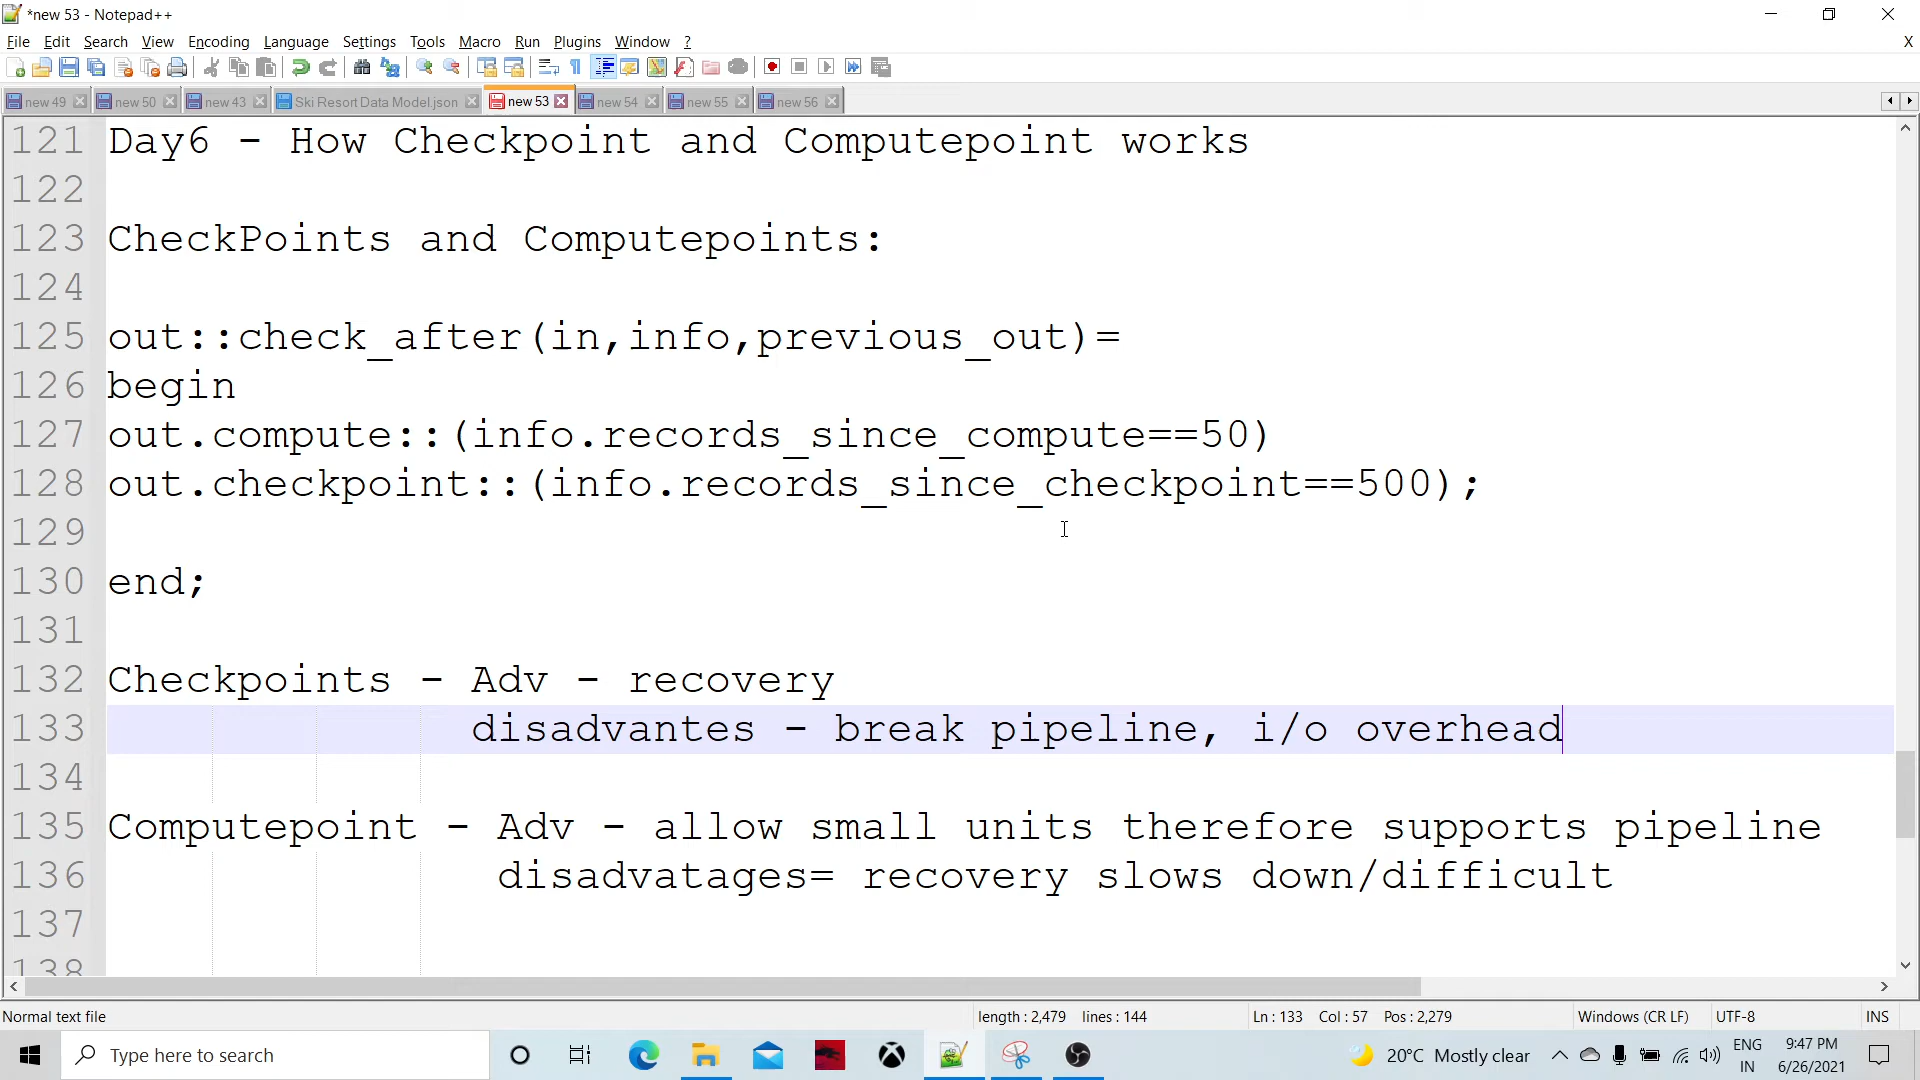 *new 53 - Notepad++
File Edit Search View Encoding Language Settings Tools Macro Run Plugins Window ?
X
new 49 new 50 new 43 Ski Resort Data Model.json new 53 new 54 new 55 new 56
121 Day6 - How Checkpoint and Computepoint works
122
123 CheckPoints and Computepoints:
124
125 out::check_after(in,info,previous_out)=
126 begin
127 out.compute::(info.records_since_compute==50)
128 out.checkpoint::(info.records_since_checkpoint==500);
129
130 end;
131
132 Checkpoints - Adv - recovery
133 disadvantes - break pipeline, i/o overhead
134
135 Computepoint - Adv - allow small units therefore supports pipeline
136 disadvatages= recovery slows down/difficult
137
138
Normal text file length : 2,479 lines : 144 Ln : 133 Col : 57 Pos : 2,279 Windows (CR LF) UTF-8 INS
Type here to search 20°C Mostly clear ENG IN 9:47 PM 6/26/2021